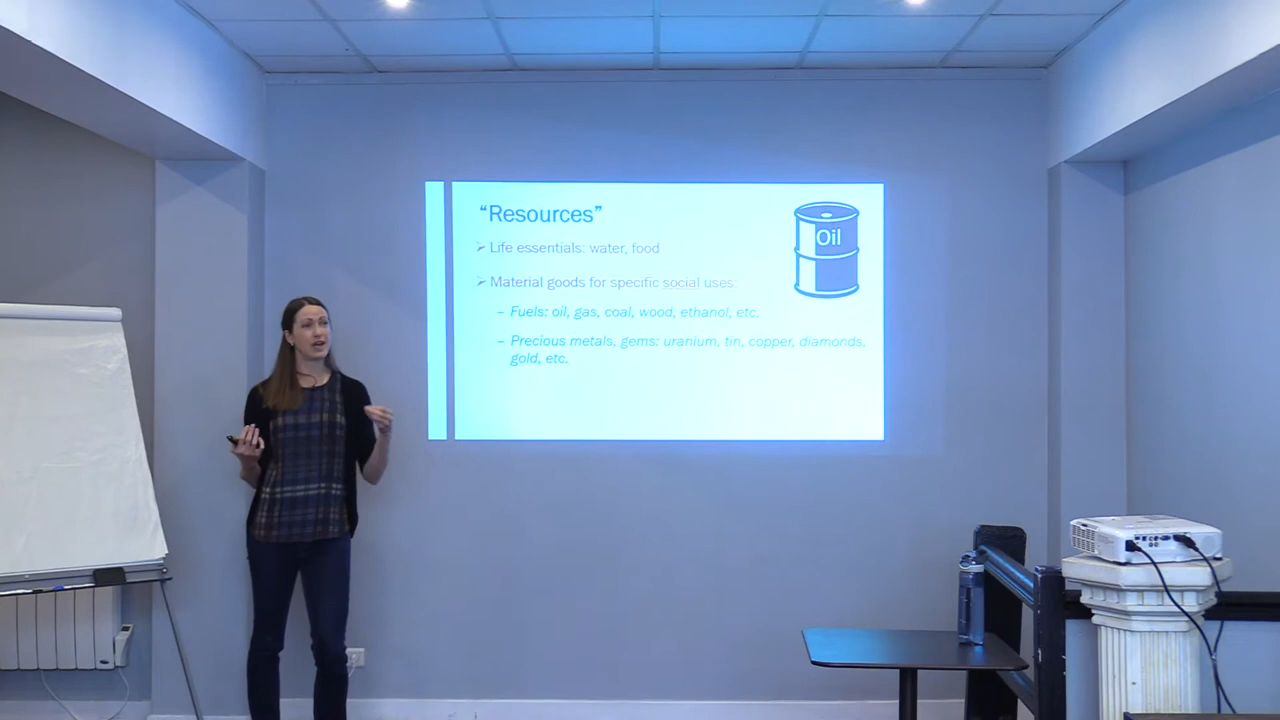 “Resources”
Oil
➢ Life essentials: water, food
➢ Material goods for specific social uses:
– Fuels: oil, gas, coal, wood, ethanol, etc.
– Precious metals, gems: uranium, tin, copper, diamonds,
gold, etc.